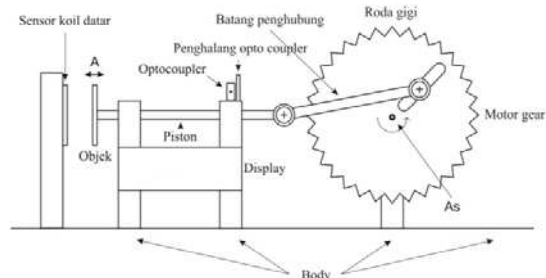 Sensor koil datar
A
Penghalang opto coupler
Optocoupler
Batang penghubung
Roda gigi
Motor gear
Objek
Piston
Display
As
Body